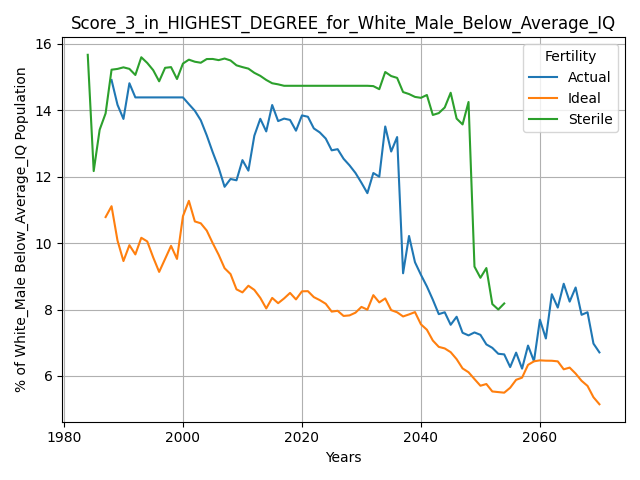 Score_3_in_HIGHEST_DEGREE_for_White_Male_Below_Average_IQ
% of White_Male Below_Average_IQ Population
16
14
12
10
8
6
Fertility
Actual
Ideal
Sterile
1980
2000
2020
2040
2060
Years